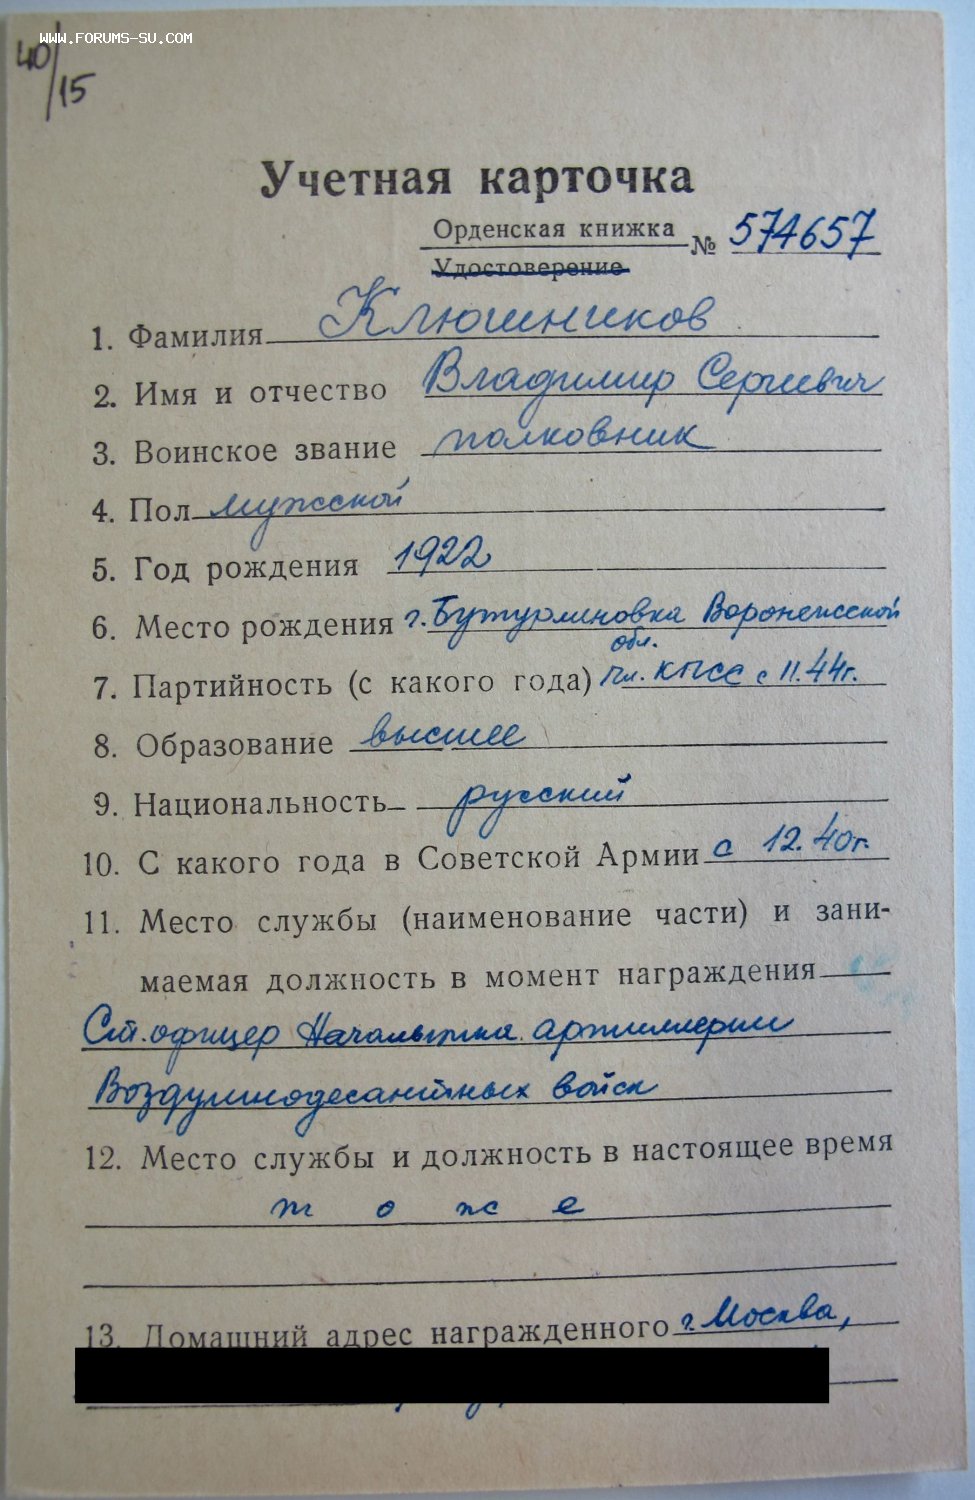 www.forums-su.com
40/15
Учетная карточка
Орденская книжка № 574657
Удостоверение
1. Фамилия Ключников
2. Имя и отчество Владимир Сергеевич
3. Воинское звание полковник
4. Пол мужской
5. Год рождения 1922
6. Место рождения г. Бутурлиновка Воронежской
обл.
7. Партийность (с какого года) чл. КПСС с 11.44г.
8. Образование высшее
9. Национальность русский
10. С какого года в Советской Армии с 12.40г.
11. Место службы (наименование части) и зани-
маемая должность в момент награждения
Ст. офицер Начальника артиллерии
Воздушнодесантных войск
12. Место службы и должность в настоящее время
то же
13. Домашний адрес награжденного г. Москва,